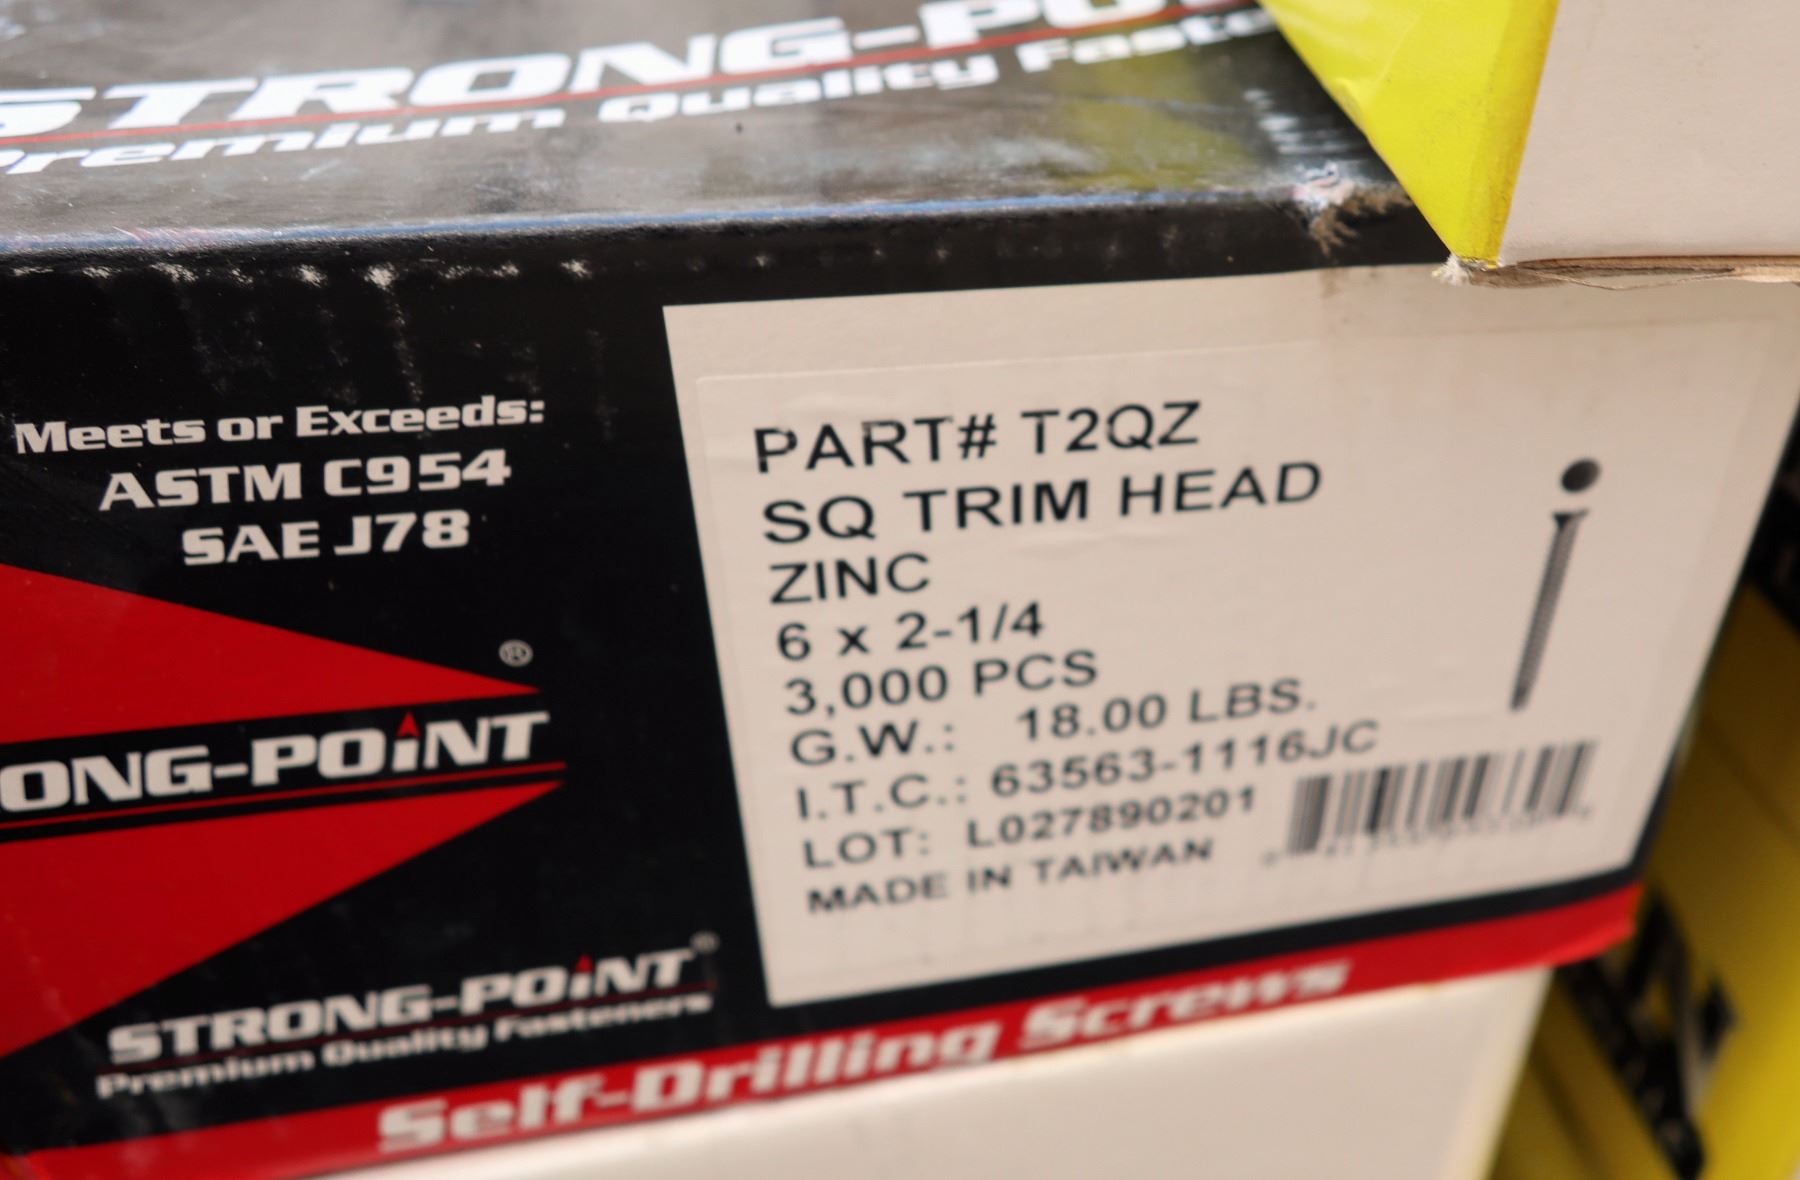 STRONG-PO
Premium Quality Faste
Meets or Exceeds:
ASTM C954
SAE J78
®
ONG-POiNT
STRONG-POiNT®
Premium Quality Fasteners
Self-Drilling Screws
PART# T2QZ
SQ TRIM HEAD
ZINC
6 x 2-1/4
3,000 PCS
G.W.: 18.00 LBS.
I.T.C.: 63563-1116JC
LOT: L027890201
MADE IN TAIWAN